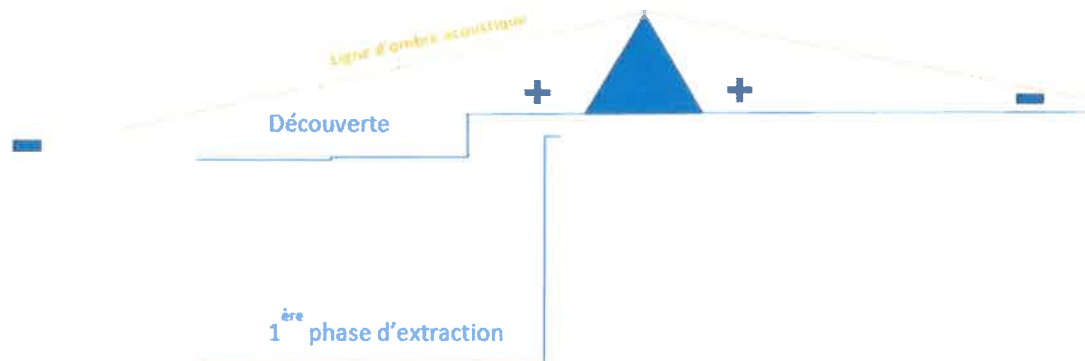 Ligne d'ombre acoustique
+ +
- -
Découverte
1ère phase d'extraction